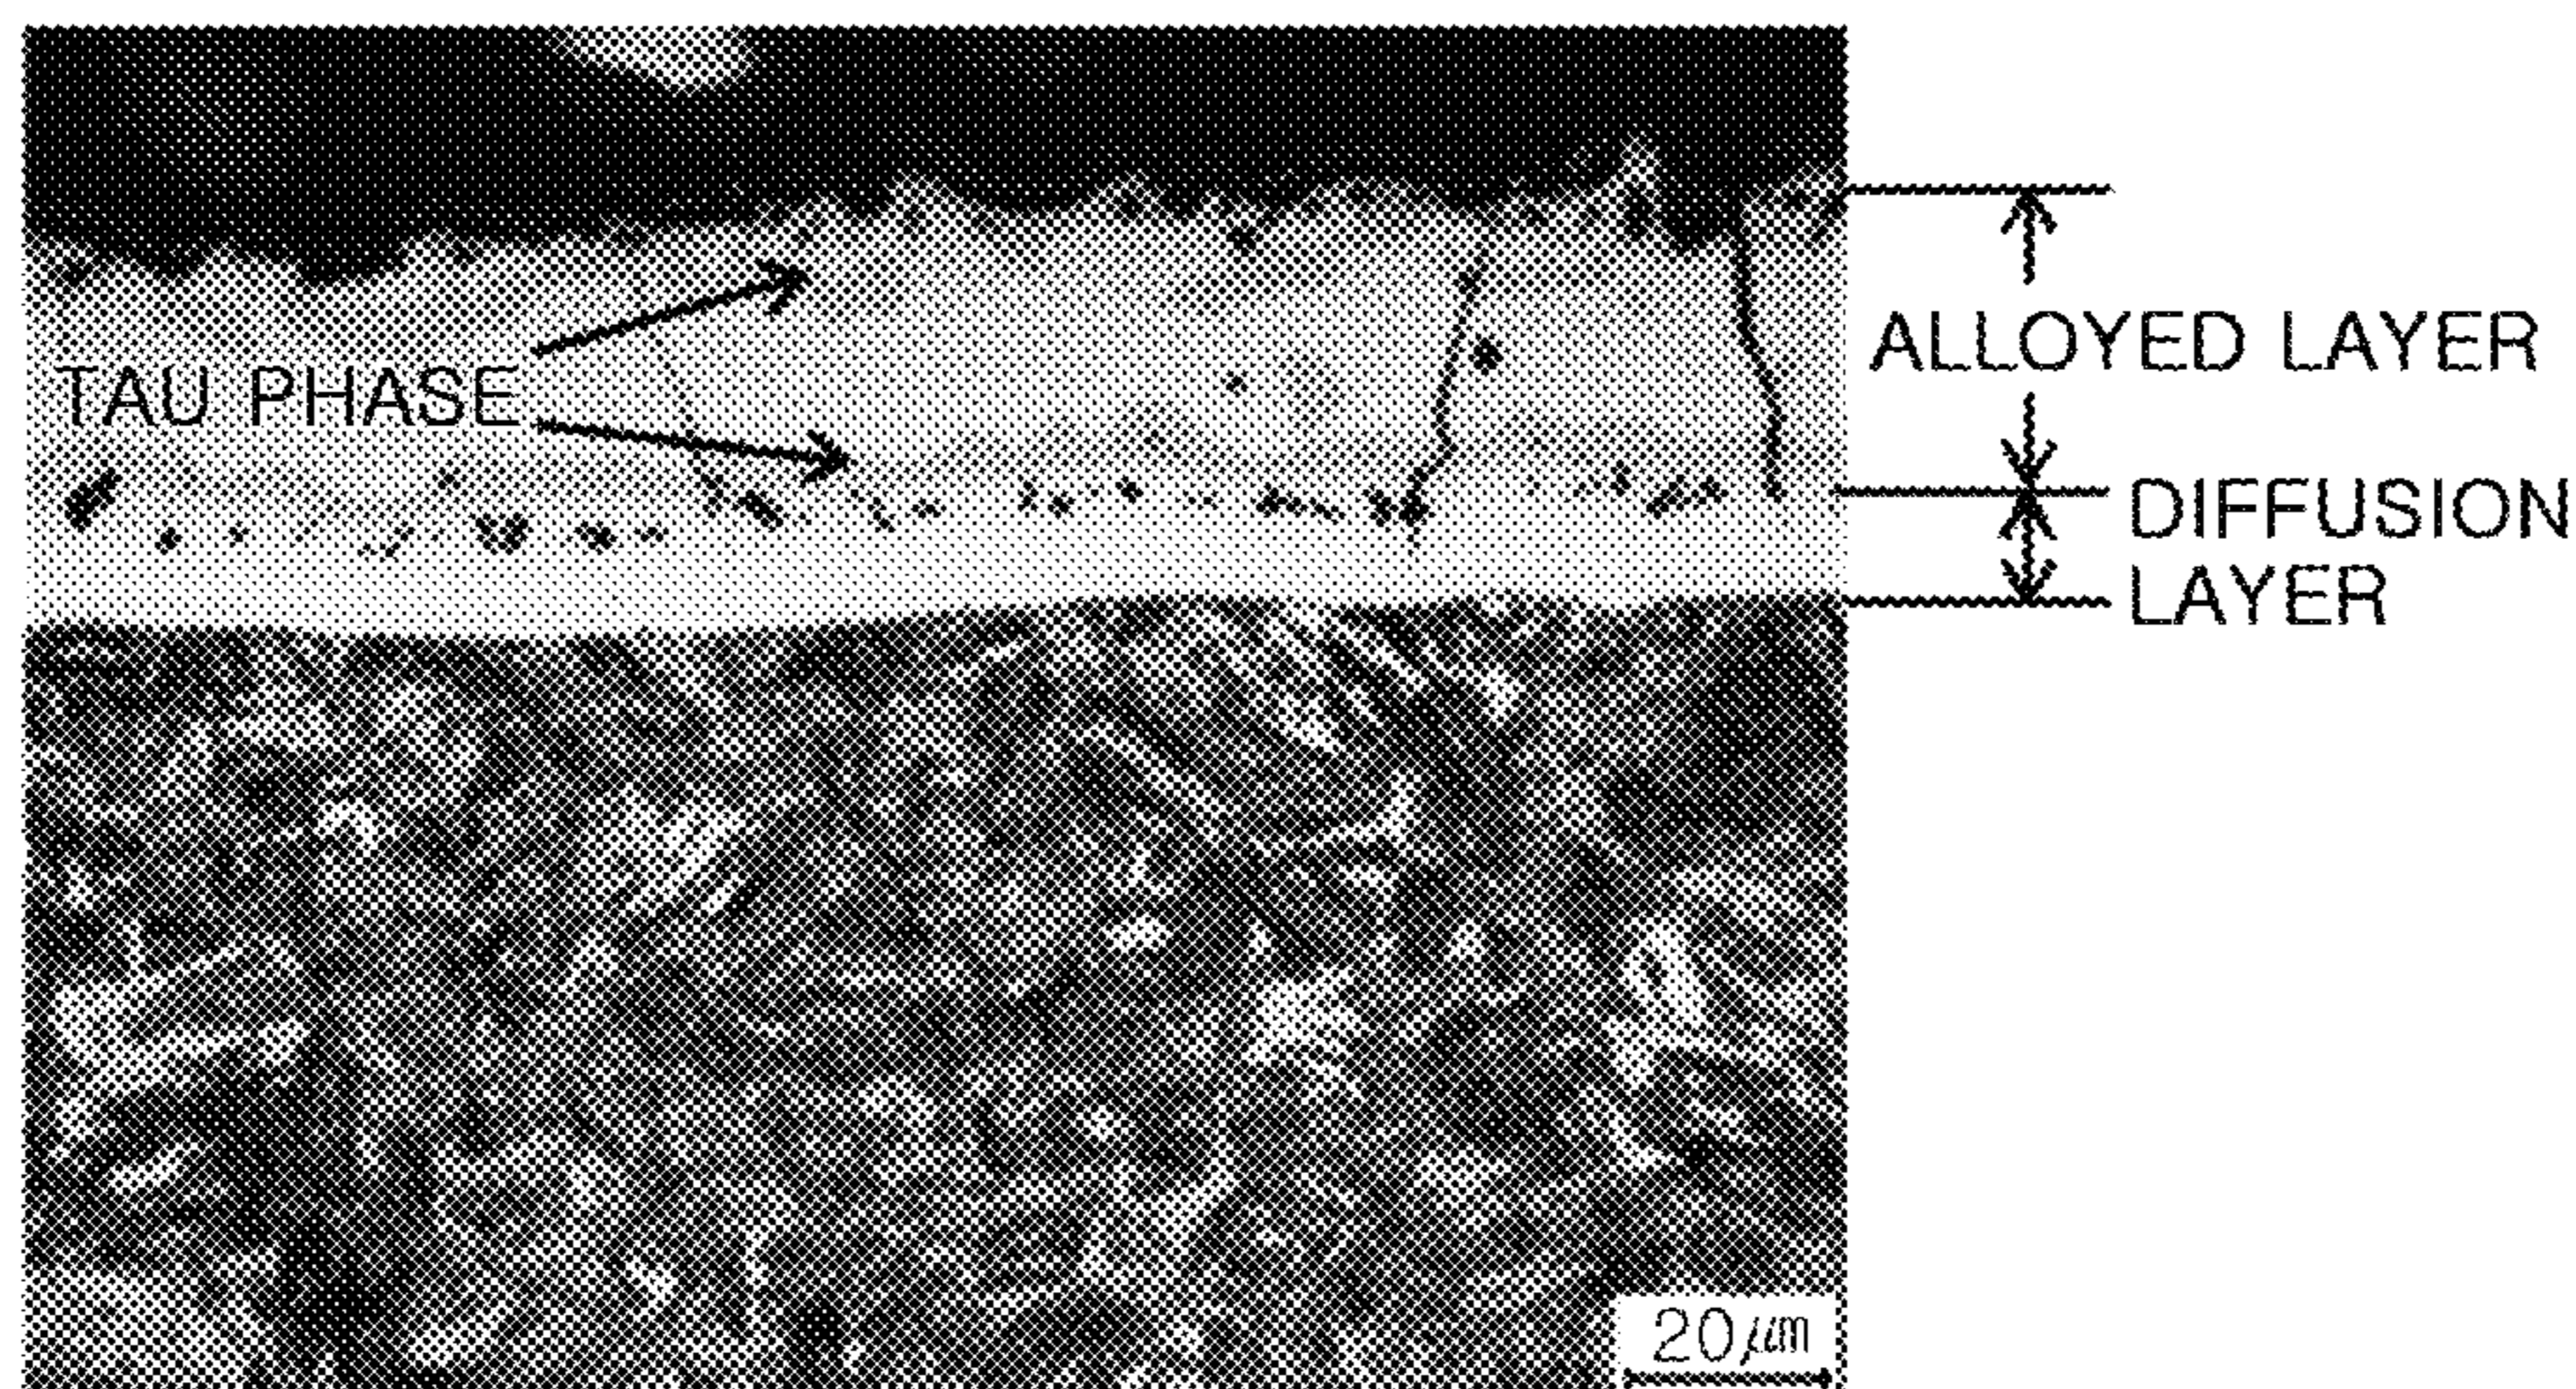 TAU PHASE
ALLOYED LAYER
DIFFUSION
LAYER
20㎛